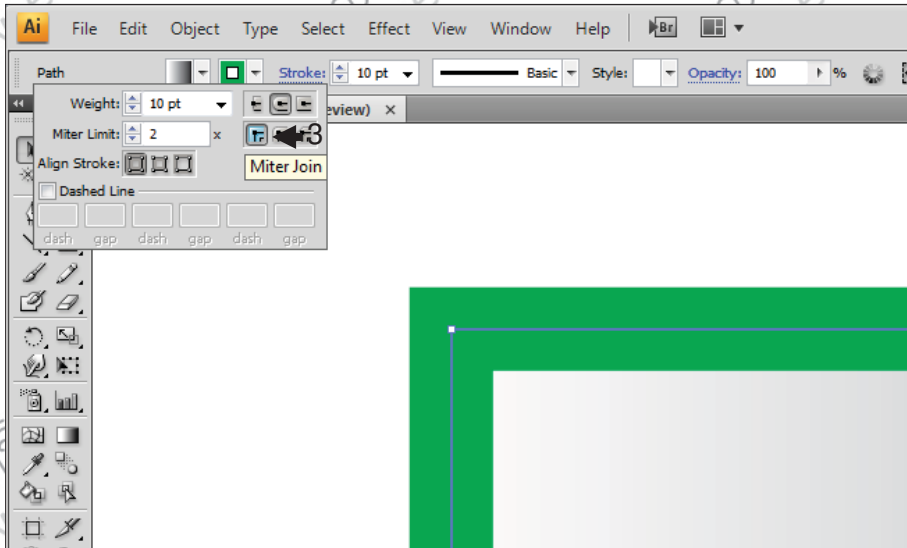 Ai File Edit Object Type Select Effect View Window Help Br
Path Stroke: 10 pt Basic Style: Opacity: 100 %
Weight: 10 pt
eview) ×
Miter Limit: 2 x
3
Align Stroke:
Miter Join
Dashed Line
dash gap dash gap dash gap